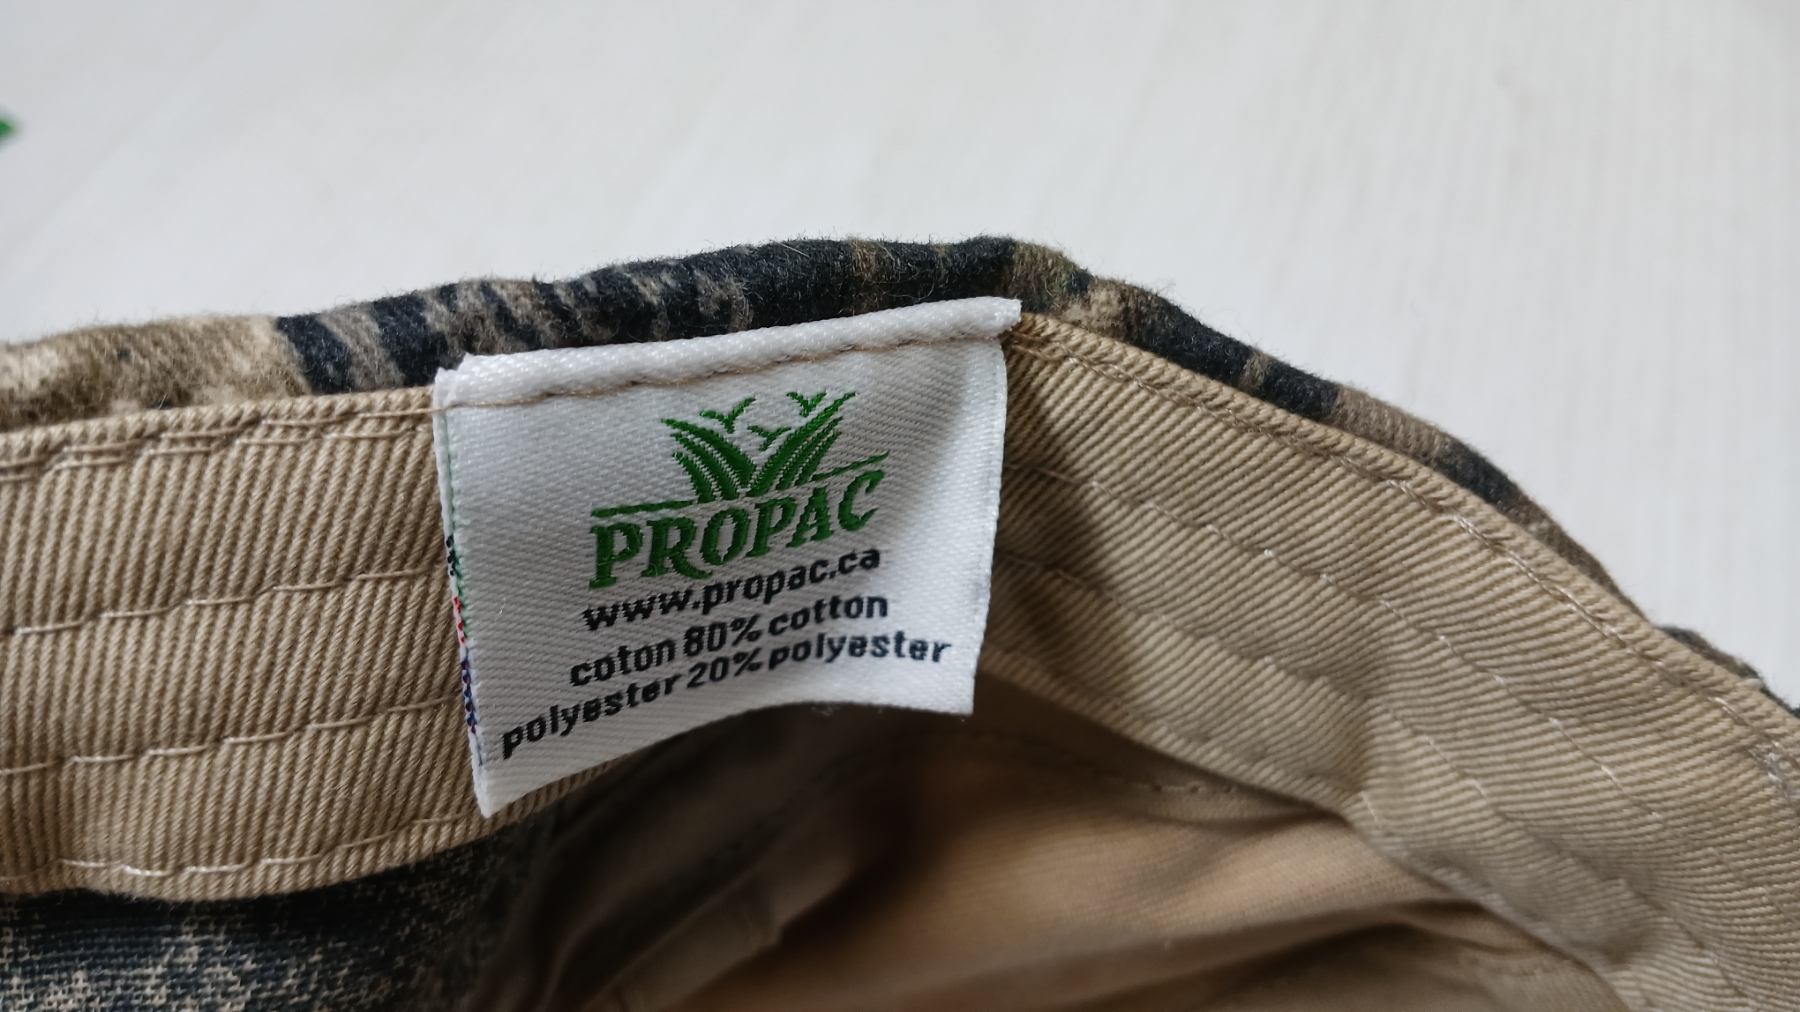 PROPAC
www.propac.ca
coton 80% cotton
polyester 20% polyester